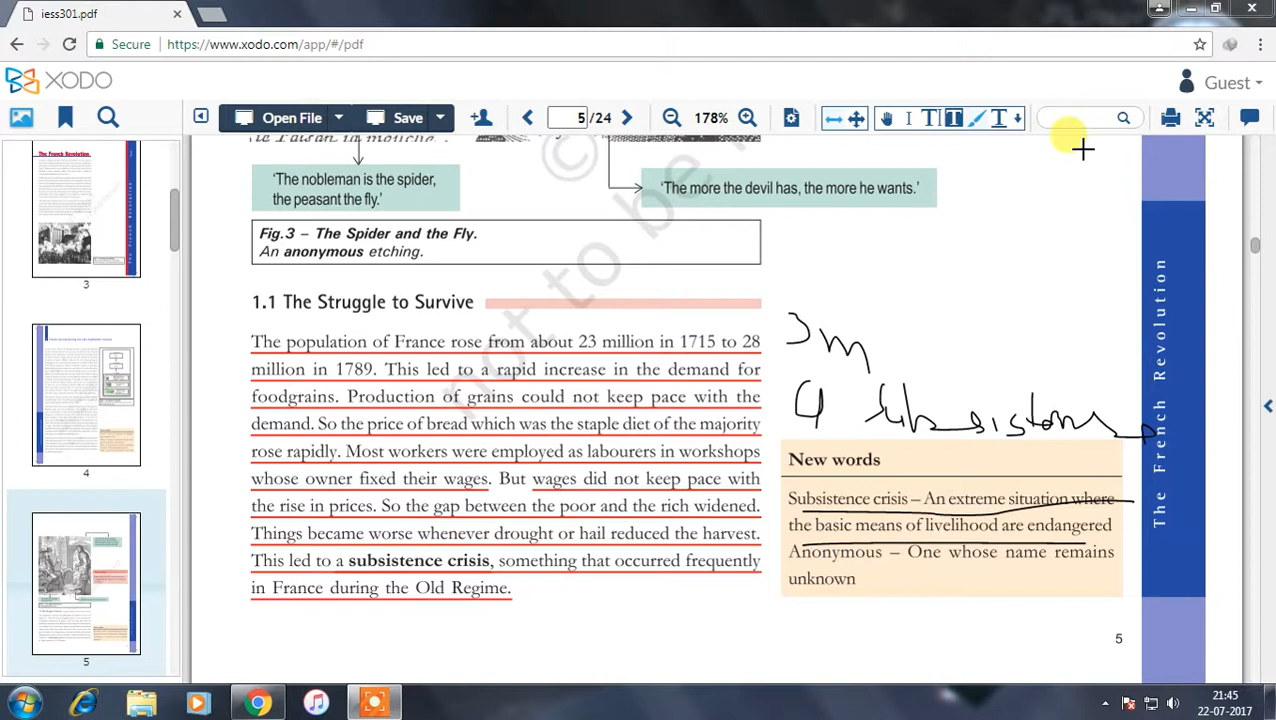 iess301.pdf
Secure
https://www.xodo.com/app/#/pdf
XODO
Guest
Open File
Save
5 /24
178%
The French Revolution
3
4
5
'The nobleman is the spider,
the peasant the fly.'
'The more the devil has, the more he wants.'
Fig.3 – The Spider and the Fly.
An anonymous etching.
not to be
1.1 The Struggle to Survive
The population of France rose from about 23 million in 1715 to 28
million in 1789. This led to a rapid increase in the demand for
foodgrains. Production of grains could not keep pace with the
demand. So the price of bread which was the staple diet of the majority
rose rapidly. Most workers were employed as labourers in workshops
whose owner fixed their wages. But wages did not keep pace with
the rise in prices. So the gap between the poor and the rich widened.
Things became worse whenever drought or hail reduced the harvest.
This led to a subsistence crisis, something that occurred frequently
in France during the Old Regime.
3m
New words
Subsistence crisis – An extreme situation where
the basic means of livelihood are endangered
Anonymous – One whose name remains
unknown
The French Revolution
5
21:45
22-07-2017